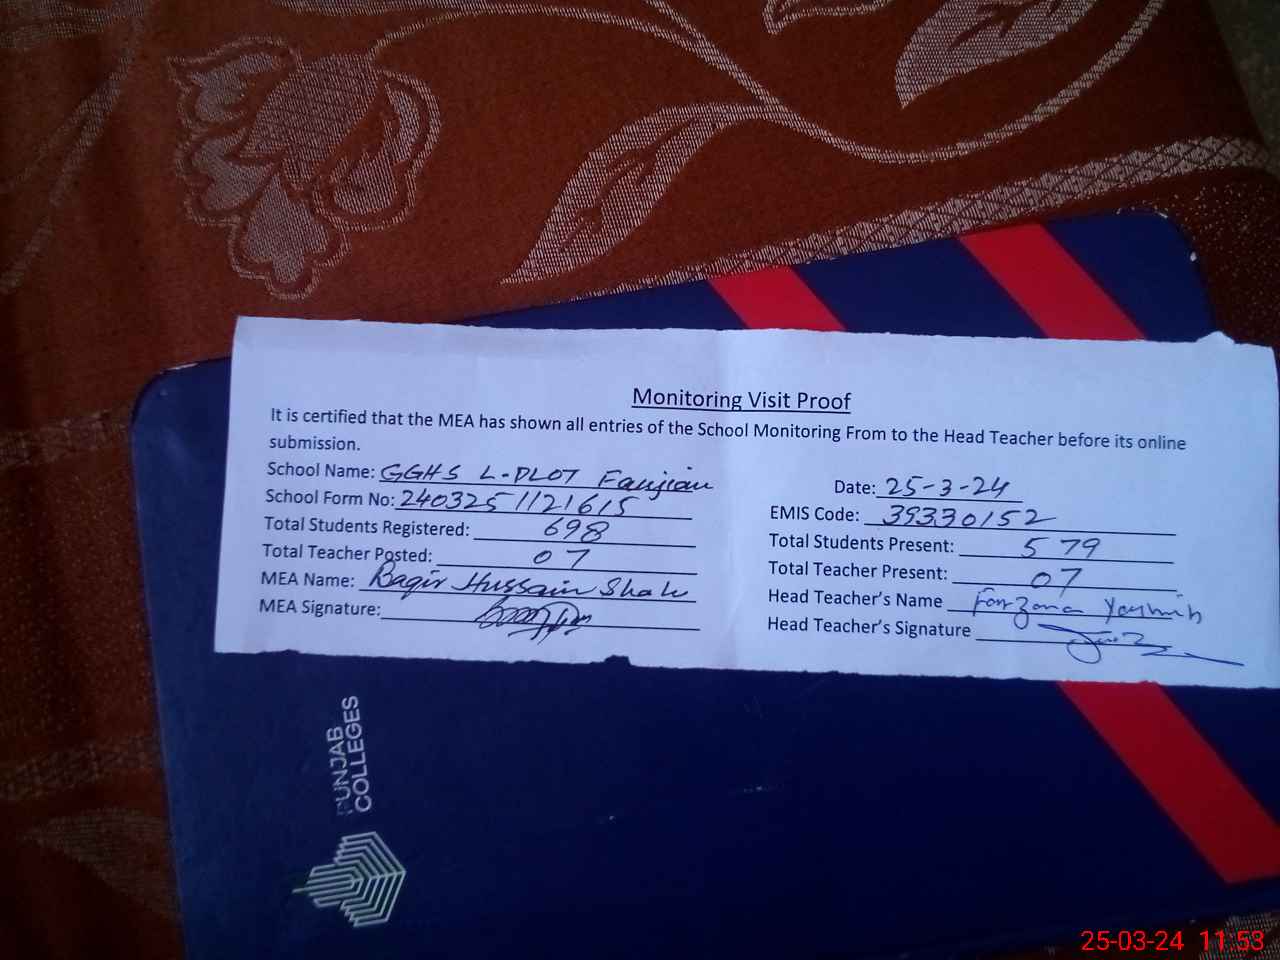 Monitoring Visit Proof
It is certified that the MEA has shown all entries of the School Monitoring From to the Head Teacher before its online
submission.
School Name: GGHS L-PLOT Faujian
Date: 25-3-24
School Form No: 2403251121615
EMIS Code: 39330152
Total Students Registered: 698
Total Students Present: 579
Total Teacher Posted: 07
Total Teacher Present: 07
MEA Name: Baqir Hussain Shah
Head Teacher's Name Farzana Yasmin
MEA Signature:
Head Teacher's Signature
PUNJAB
COLLEGES
25-03-24 11:53